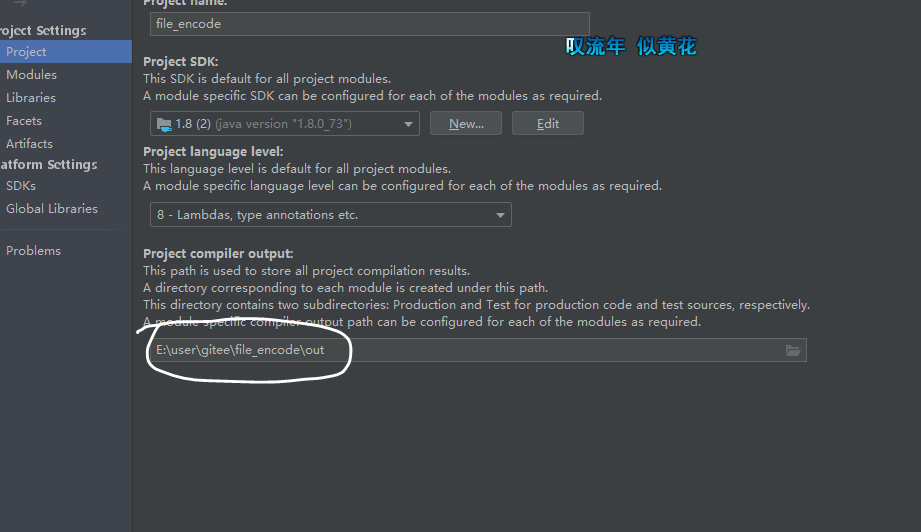 Project name:
roject Settings
file_encode
叹流年 似黄花
Project
Project SDK:
Modules
This SDK is default for all project modules.
Libraries
A module specific SDK can be configured for each of the modules as required.
Facets
1.8 (2) (java version "1.8.0_73")
New...
Edit
Artifacts
Project language level:
atform Settings
This language level is default for all project modules.
SDKs
A module specific language level can be configured for each of the modules as required.
Global Libraries
8 - Lambdas, type annotations etc.
Problems
Project compiler output:
This path is used to store all project compilation results.
A directory corresponding to each module is created under this path.
This directory contains two subdirectories: Production and Test for production code and test sources, respectively.
A module specific compiler output path can be configured for each of the modules as required.
E:\user\gitee\file_encode\out